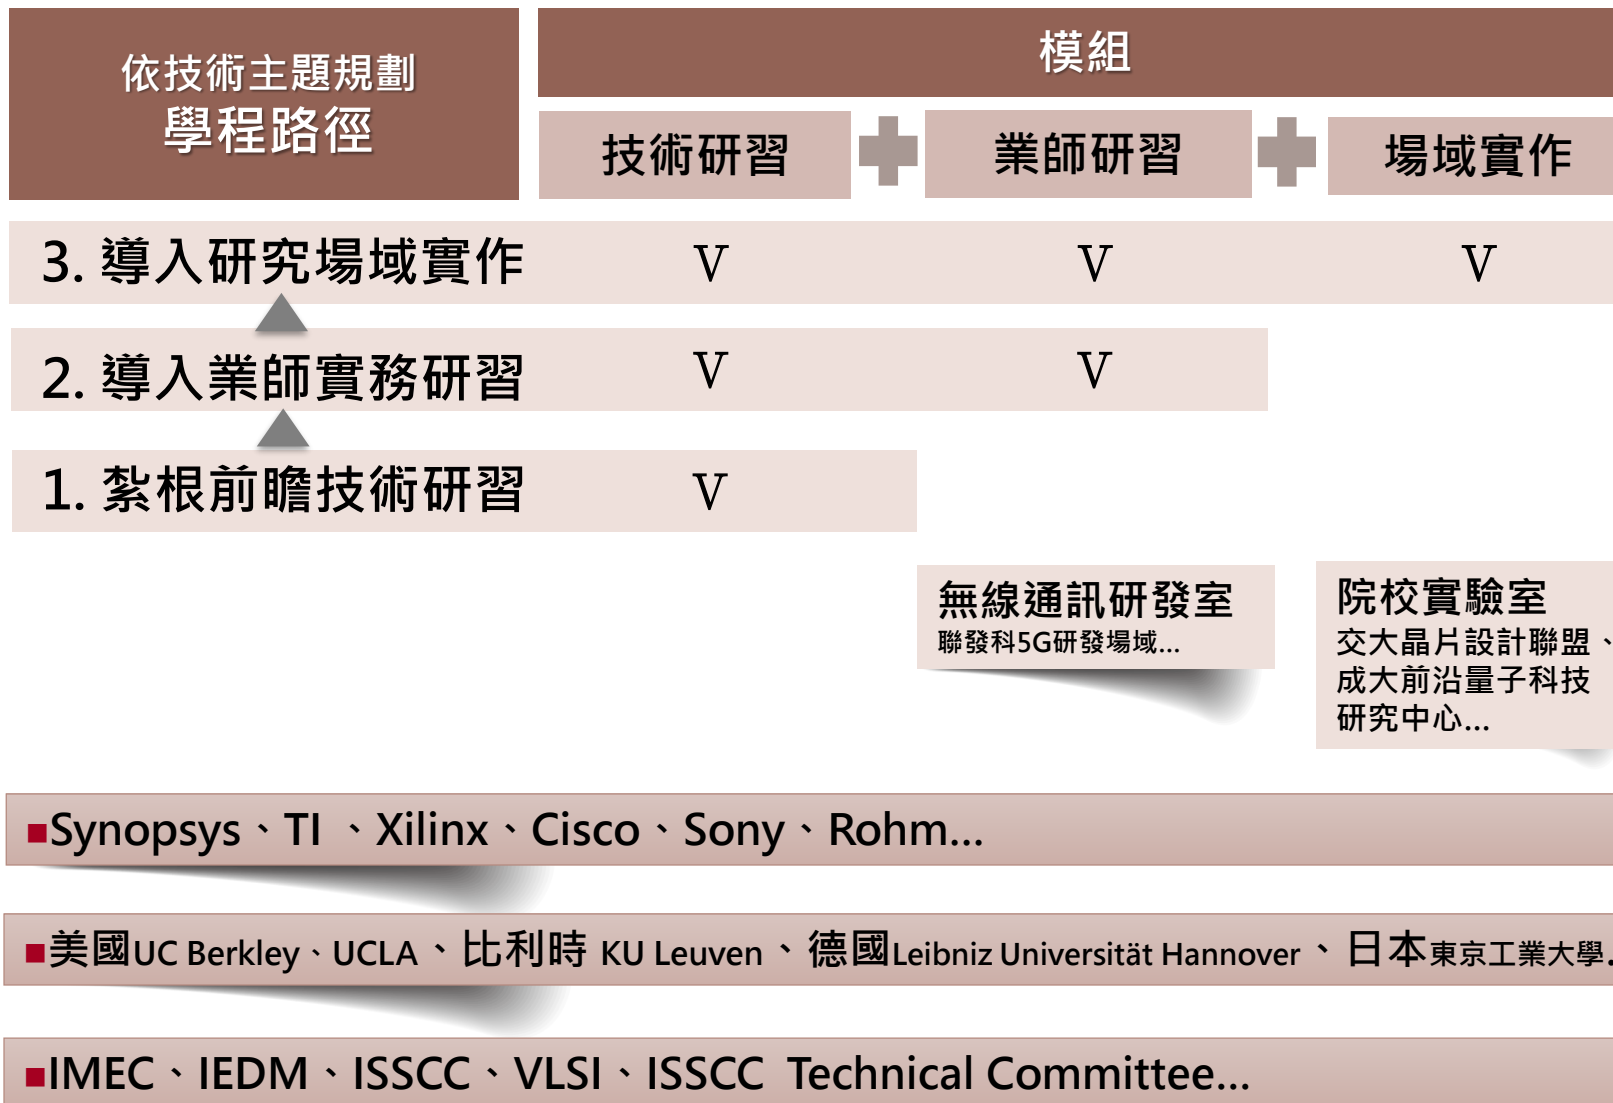 依技術主題規劃
學程路徑
模組
技術研習
業師研習
場域實作
3. 導入研究場域實作 V V V
2. 導入業師實務研習 V V
1. 紮根前瞻技術研習 V
無線通訊研發室
聯發科5G研發場域...
院校實驗室
交大晶片設計聯盟、
成大前沿量子科技
研究中心...
■Synopsys、TI 、Xilinx、Cisco、Sony、Rohm...
■美國UC Berkley、UCLA、比利時 KU Leuven、德國Leibniz Universität Hannover、日本東京工業大學.
■IMEC、IEDM、ISSCC、VLSI、ISSCC Technical Committee...